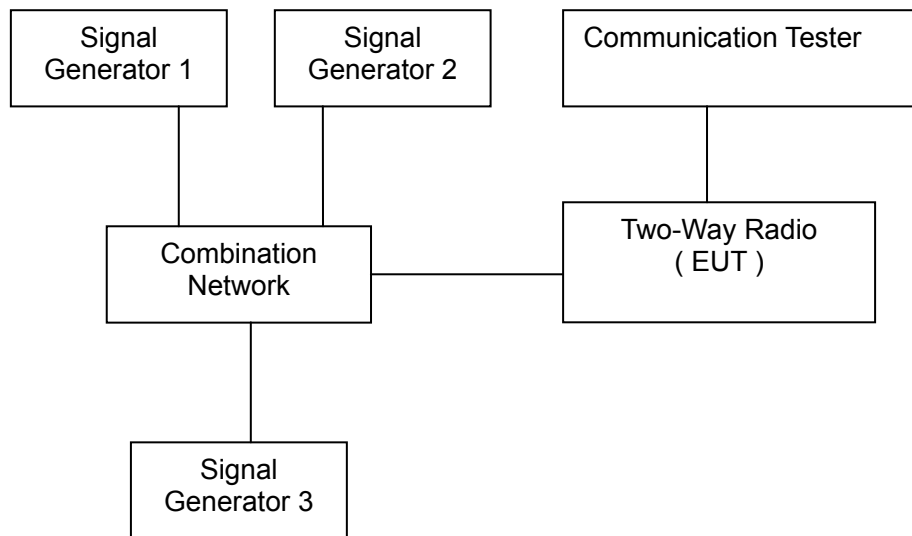 Signal
Generator 1
Signal
Generator 2
Communication Tester
Combination
Network
Two-Way Radio
( EUT )
Signal
Generator 3